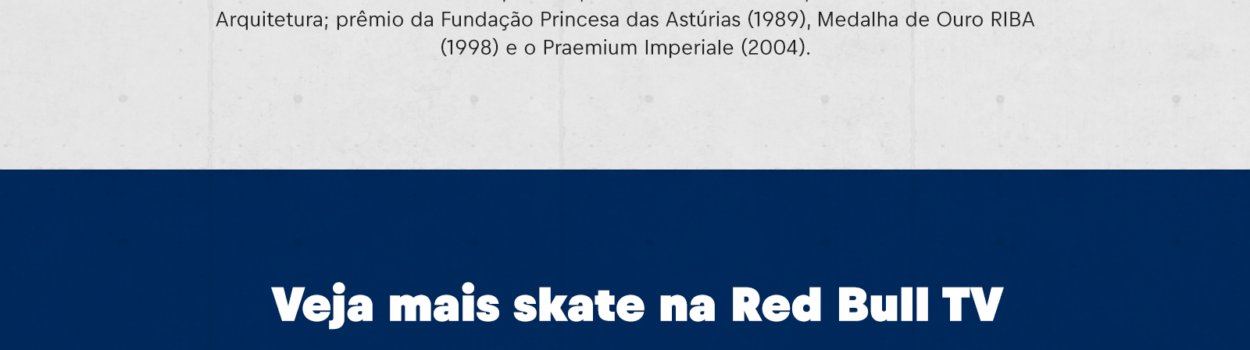 Arquitetura; prêmio da Fundação Princesa das Astúrias (1989), Medalha de Ouro RIBA
(1998) e o Praemium Imperiale (2004).
Veja mais skate na Red Bull TV